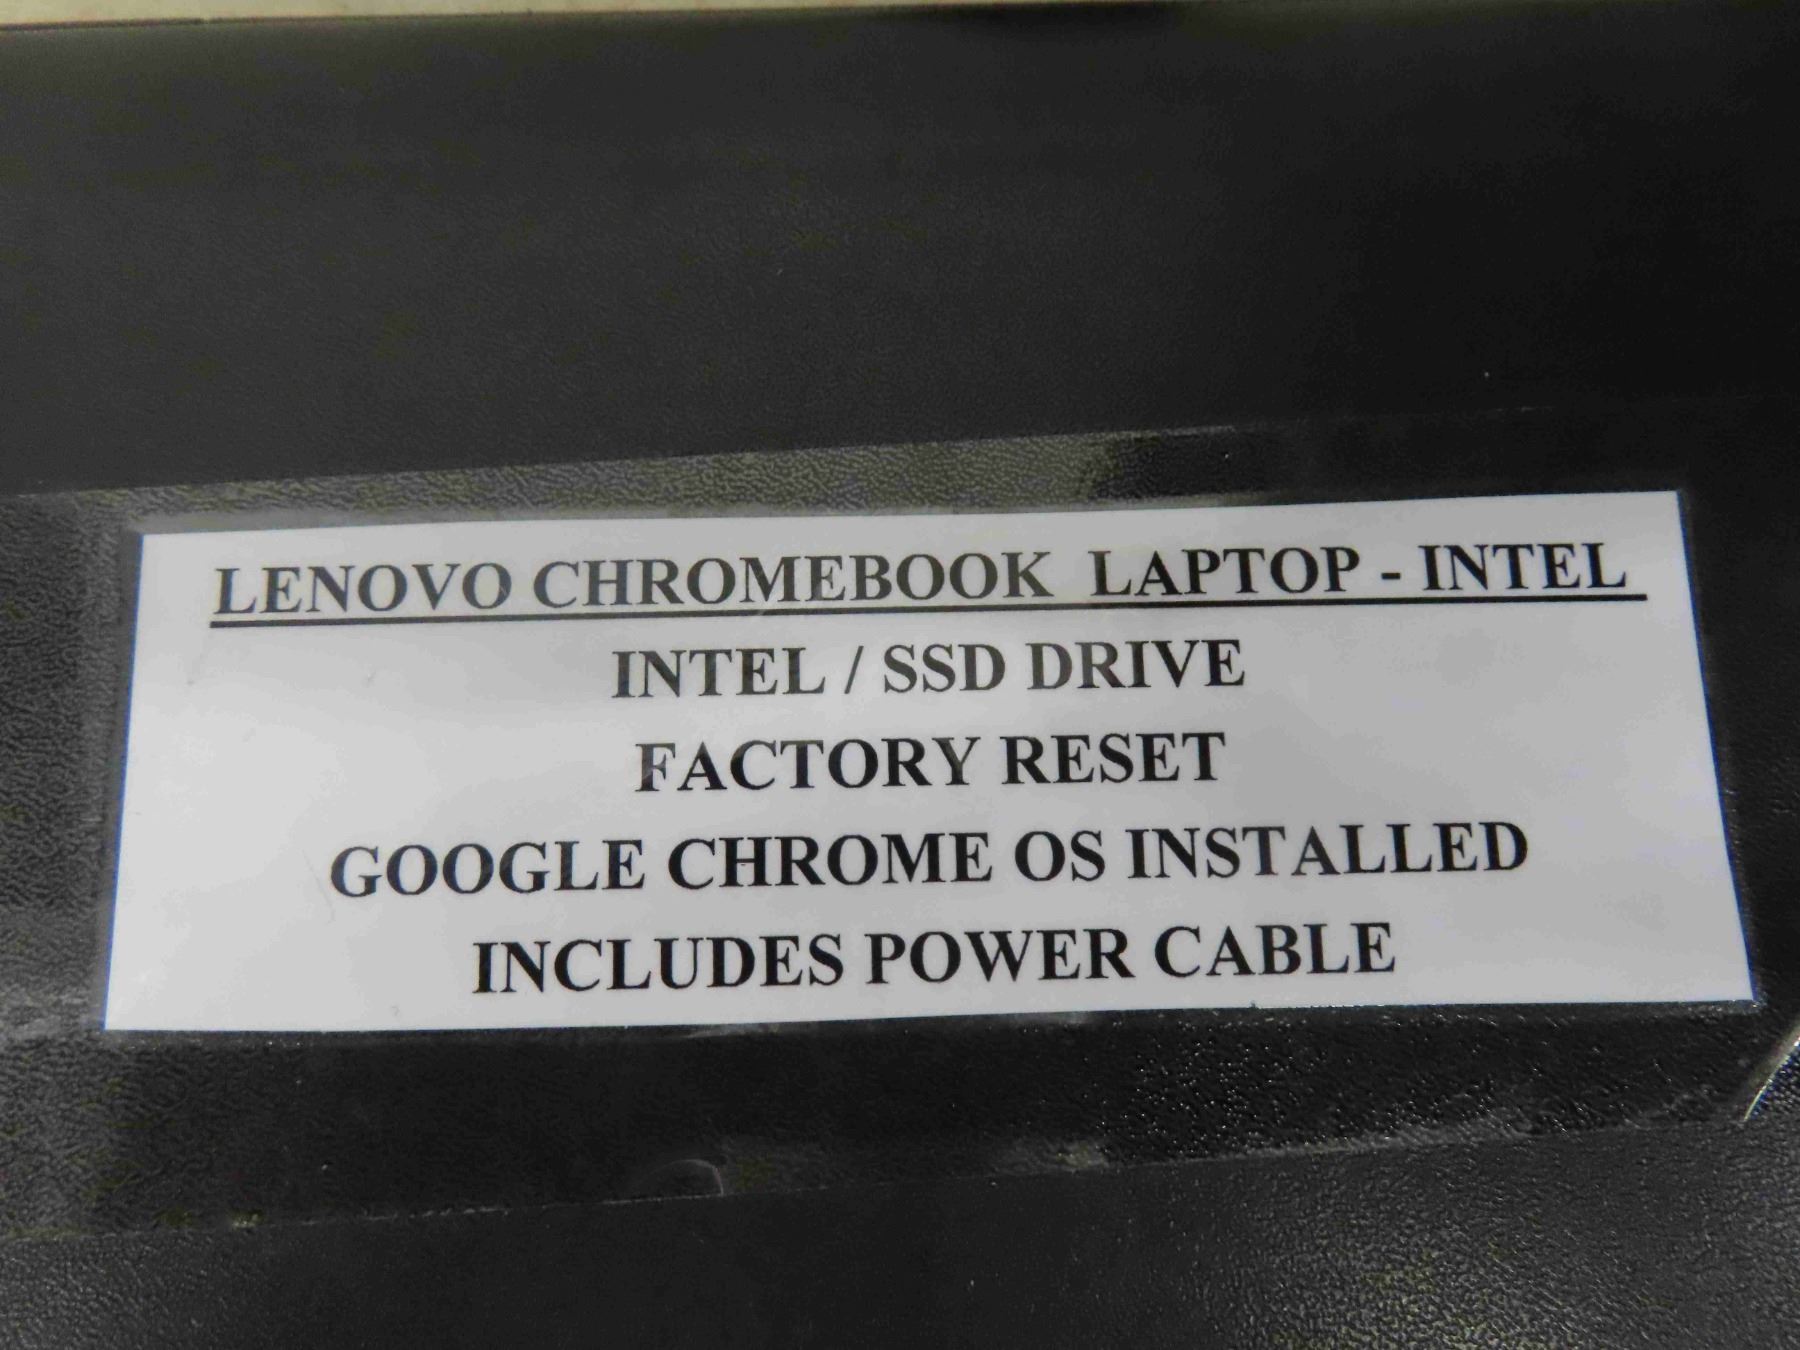 LENOVO CHROMEBOOK LAPTOP - INTEL
INTEL / SSD DRIVE
FACTORY RESET
GOOGLE CHROME OS INSTALLED
INCLUDES POWER CABLE